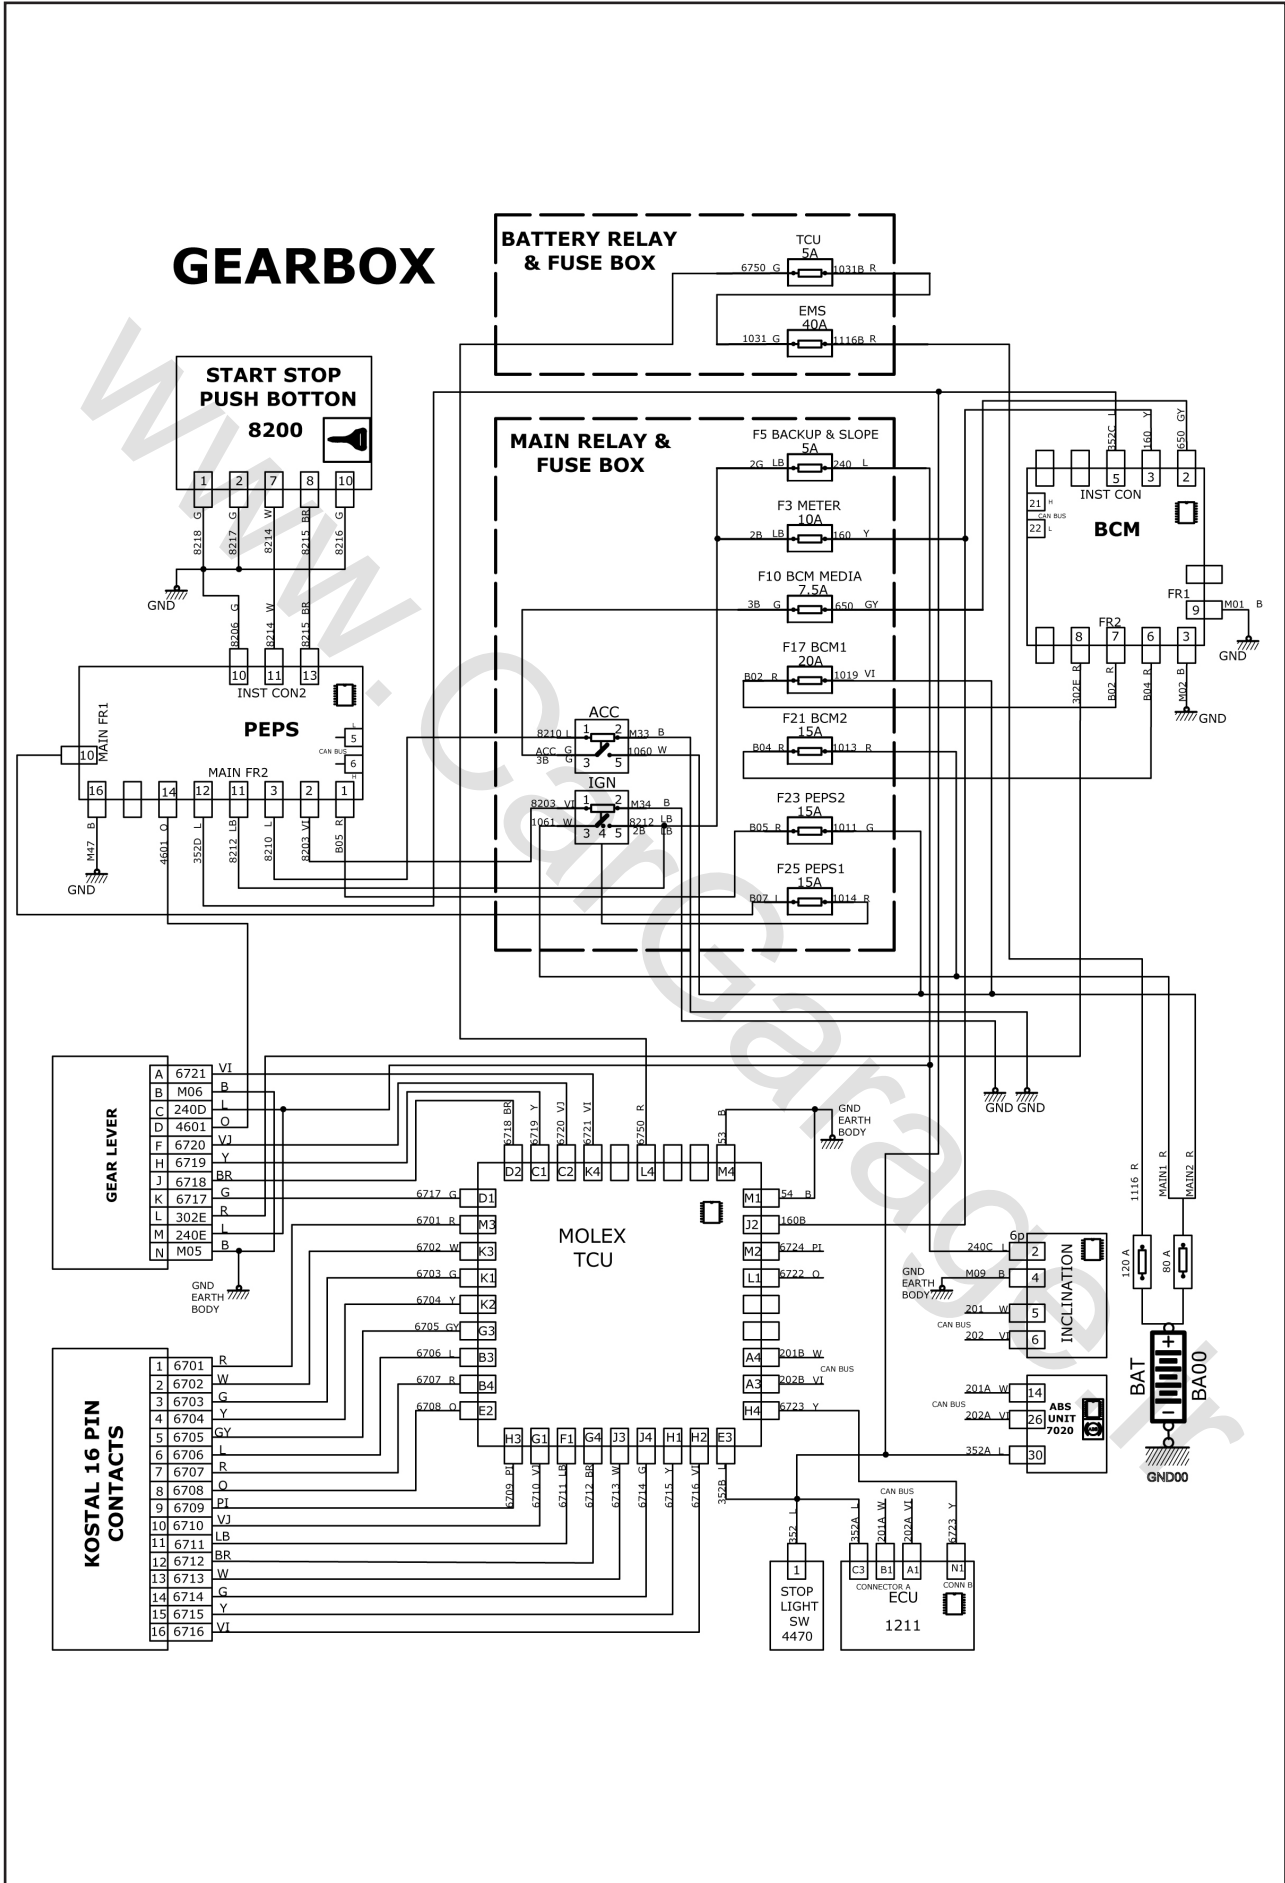 GEARBOX
BATTERY RELAY
& FUSE BOX
TCU
5A
6750 G
1031B R
EMS
40A
1031 G
1116B R
START STOP
PUSH BOTTON
8200
1 2 7 8 10
8218 G
8217 G
8214 W
8215 BR
8216 G
GND
8206 G
8214 W
8215 BR
10 11 13
INST CON2
PEPS
MAIN FR1
10
L
5
CAN BUS
6
H
MAIN FR2
16 14 12 11 3 2 1
M47 B
4601 O
352D L
8212 LB
8210 L
8203 VI
B05 R
GND
MAIN RELAY &
FUSE BOX
F5 BACKUP & SLOPE
5A
2G LB
240 L
F3 METER
10A
2B LB
160 Y
F10 BCM MEDIA
7.5A
3B G
650 GY
F17 BCM1
20A
B02 R
1019 VI
F21 BCM2
15A
B04 R
1013 R
F23 PEPS2
15A
B05 R
1011 G
F25 PEPS1
15A
B07 L
1014 R
ACC
8210 L
1 2
M33 B
ACC G
3B G
3 5
1060 W
IGN
8203 VI
1 2
M34 B
1061 W
3 4 5
8212 LB
2B LB
352C L
160 Y
650 GY
5 3 2
INST CON
21 H
CAN BUS
22 L
BCM
FR1
9
M01 B
GND
FR2
8 7 6 3
302E R
B02 R
B04 R
M02 B
GND
GND GND
GEAR LEVER
A 6721 VI
B M06 B
C 240D L
D 4601 O
F 6720 VJ
H 6719 Y
J 6718 BR
K 6717 G
L 302E R
M 240E L
N M05 B
GND
EARTH
BODY
KOSTAL 16 PIN
CONTACTS
1 6701 R
2 6702 W
3 6703 G
4 6704 Y
5 6705 GY
6 6706 L
7 6707 R
8 6708 O
9 6709 PI
10 6710 VJ
11 6711 LB
12 6712 BR
13 6713 W
14 6714 G
15 6715 Y
16 6716 VI
MOLEX
TCU
6718 BR
6719 Y
6720 VJ
6721 VI
6750 R
53 B
D2 C1 C2 K4 L4 M4
GND
EARTH
BODY
6717 G D1
6701 R M3
6702 W K3
6703 G K1
6704 Y K2
6705 GY G3
6706 L B3
6707 R B4
6708 O E2
M1 54 B
J2 160B
M2 6724 PI
L1 6722 O
A4 201B W
CAN BUS
A3 202B VI
H4 6723 Y
H3 G1 F1 G4 J3 J4 H1 H2 E3
6709 PI
6710 VJ
6711 LB
6712 BR
6713 W
6714 G
6715 Y
6716 VI
352B L
352 L
1
STOP
LIGHT
SW
4470
CAN BUS
352A L
201A W
202A VI
6723 Y
C3 B1 A1 N1
CONNECTOR A
CONN B
ECU
1211
6p
240C L 2
GND
EARTH
BODY
M09 B 4
201 W 5
CAN BUS
202 VI 6
INCLINATION
201A W 14
CAN BUS
202A VI 26
352A L 30
ABS
UNIT
7020
ABS
1116 R
MAIN1 R
MAIN2 R
120 A
80 A
BAT
+
-
BA00
GND00
www.CarGarage.ir